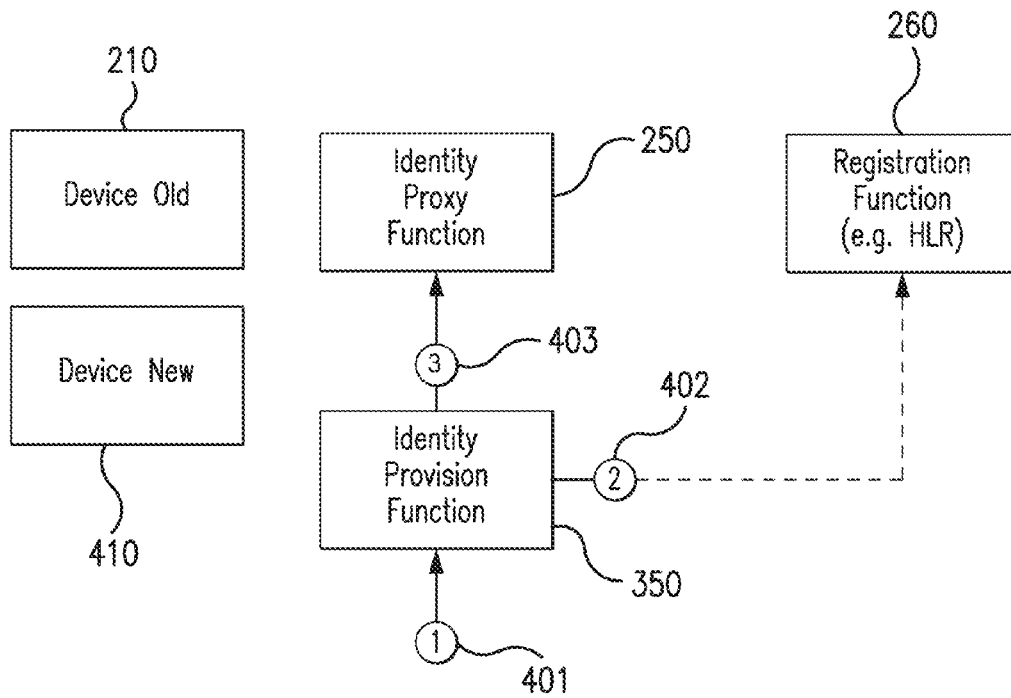 210
Device Old
Device New
410
250
Identity
Proxy
Function
3
403
Identity
Provision
Function
350
1
401
402
2
260
Registration
Function
(e.g. HLR)